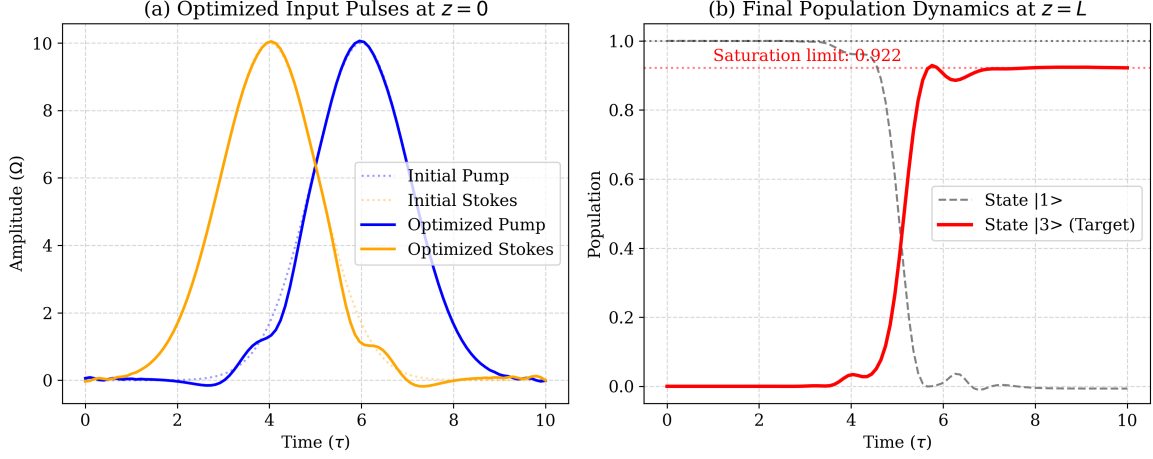 (a) Optimized Input Pulses at z = 0
Amplitude (Ω)
10
8
6
4
2
0
0 2 4 6 8 10
Time (τ)
Initial Pump
Initial Stokes
Optimized Pump
Optimized Stokes
(b) Final Population Dynamics at z = L
Population
1.0
0.8
0.6
0.4
0.2
0.0
0 2 4 6 8 10
Time (τ)
Saturation limit: 0.922
State |1>
State |3> (Target)